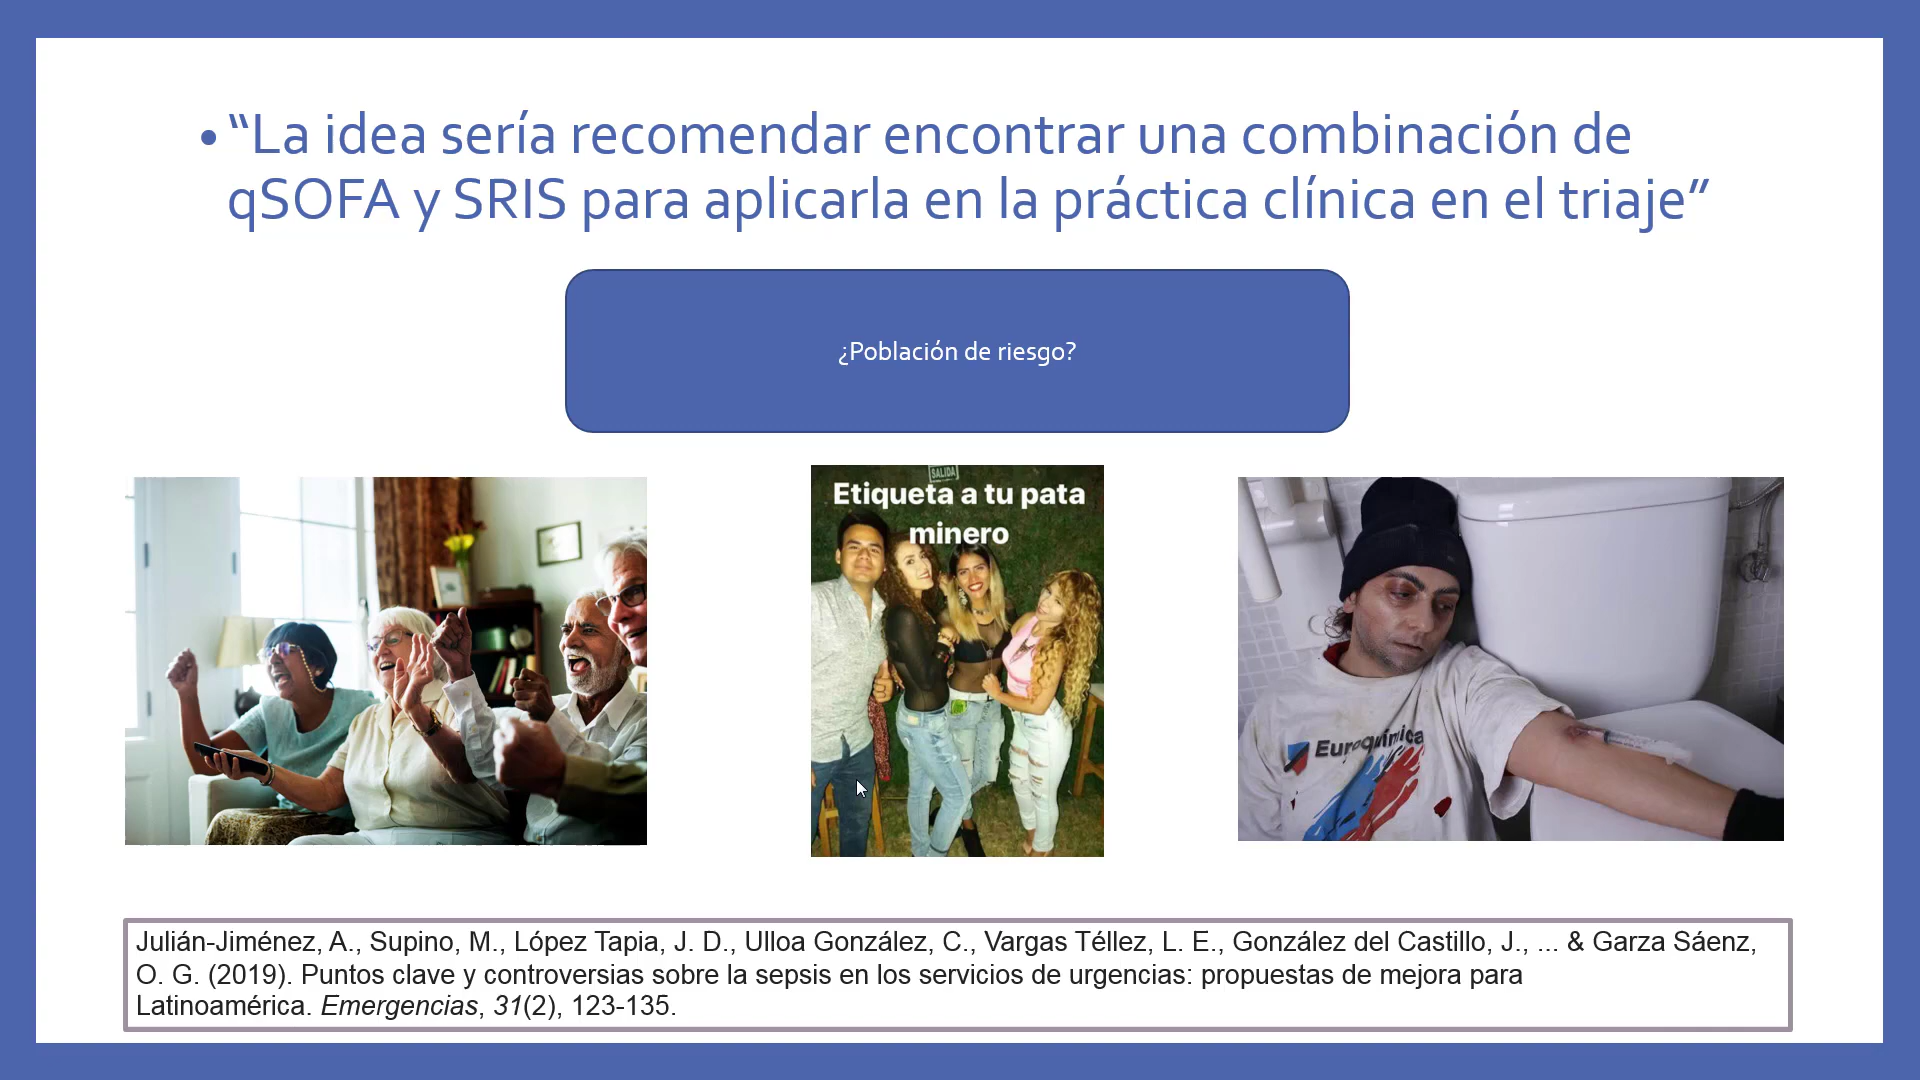 • “La idea sería recomendar encontrar una combinación de
qSOFA y SRIS para aplicarla en la práctica clínica en el triaje”
¿Población de riesgo?
SALIDA
Etiqueta a tu pata
minero
Euroquímica
Julián-Jiménez, A., Supino, M., López Tapia, J. D., Ulloa González, C., Vargas Téllez, L. E., González del Castillo, J., ... & Garza Sáenz,
O. G. (2019). Puntos clave y controversias sobre la sepsis en los servicios de urgencias: propuestas de mejora para
Latinoamérica. Emergencias, 31(2), 123-135.